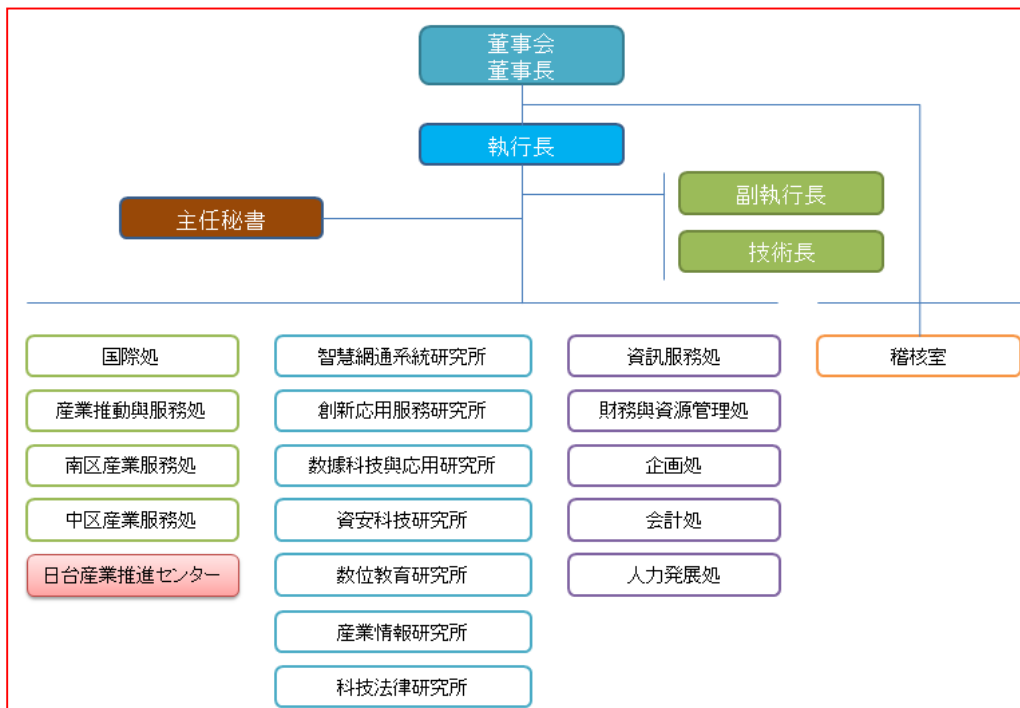 董事会
董事長
執行長
副執行長
主任秘書
技術長
国際処
産業推動與服務処
南区産業服務処
中区産業服務処
日台産業推進センター
智慧網通系統研究所
創新応用服務研究所
数據科技與応用研究所
資安科技研究所
数位教育研究所
産業情報研究所
科技法律研究所
資訊服務処
財務與資源管理処
企画処
会計処
人力発展処
稽核室